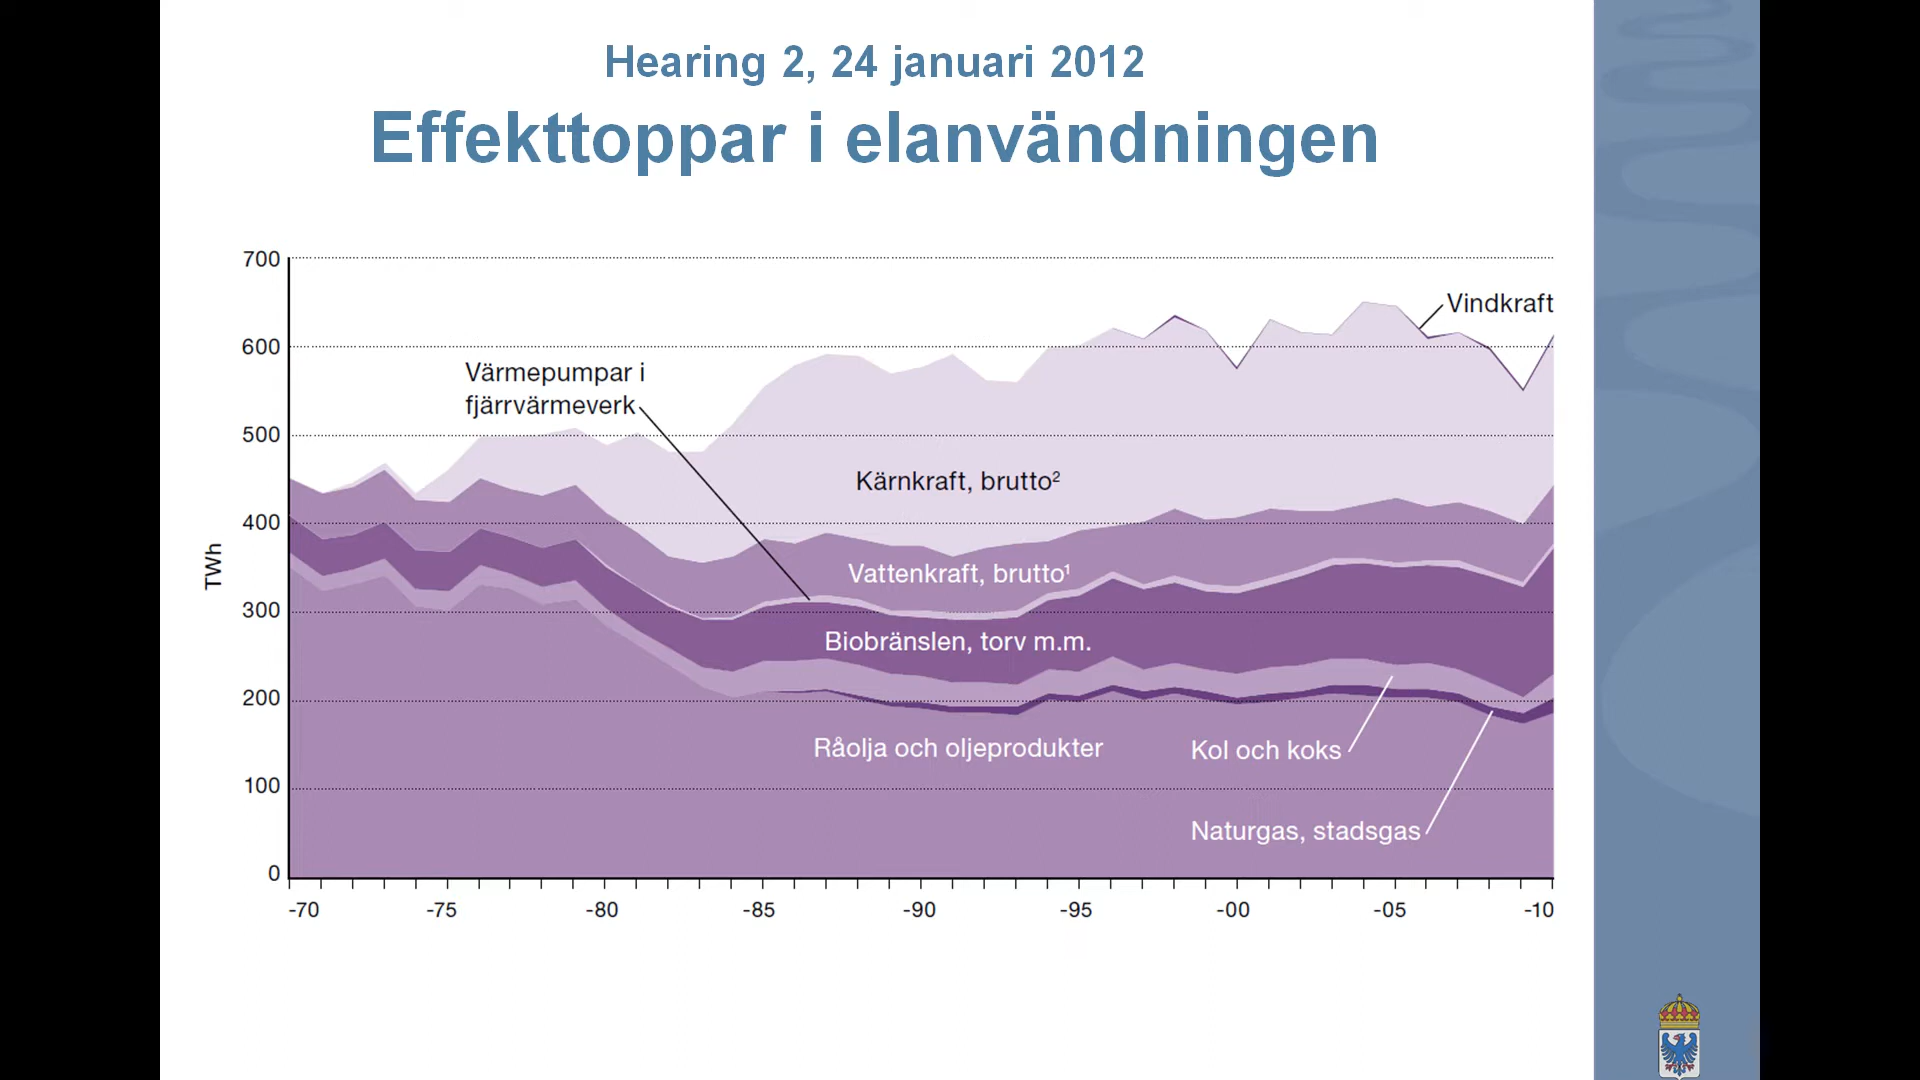 Hearing 2, 24 januari 2012
Effekttoppar i elanvändningen
700
600
500
400
300
200
100
0
TWh
Vindkraft
Värmepumpar i
fjärrvärmeverk
Kärnkraft, brutto²
Vattenkraft, brutto¹
Biobränslen, torv m.m.
Råolja och oljeprodukter
Kol och koks
Naturgas, stadsgas
-70 -75 -80 -85 -90 -95 -00 -05 -10